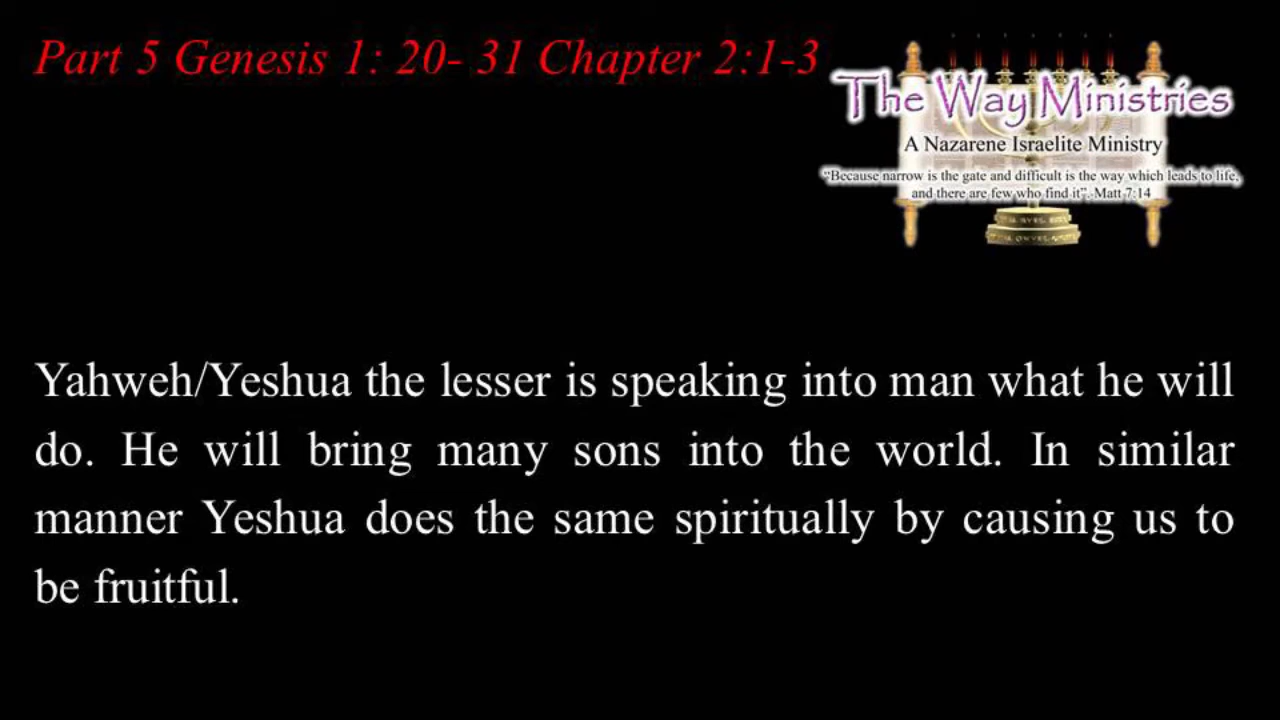 Part 5 Genesis 1: 20- 31 Chapter 2:1-3
The Way Ministries
A Nazarene Israelite Ministry
"Because narrow is the gate and difficult is the way which leads to life,
and there are few who find it".-Matt 7:14
Yahweh/Yeshua the lesser is speaking into man what he will
do. He will bring many sons into the world. In similar
manner Yeshua does the same spiritually by causing us to
be fruitful.